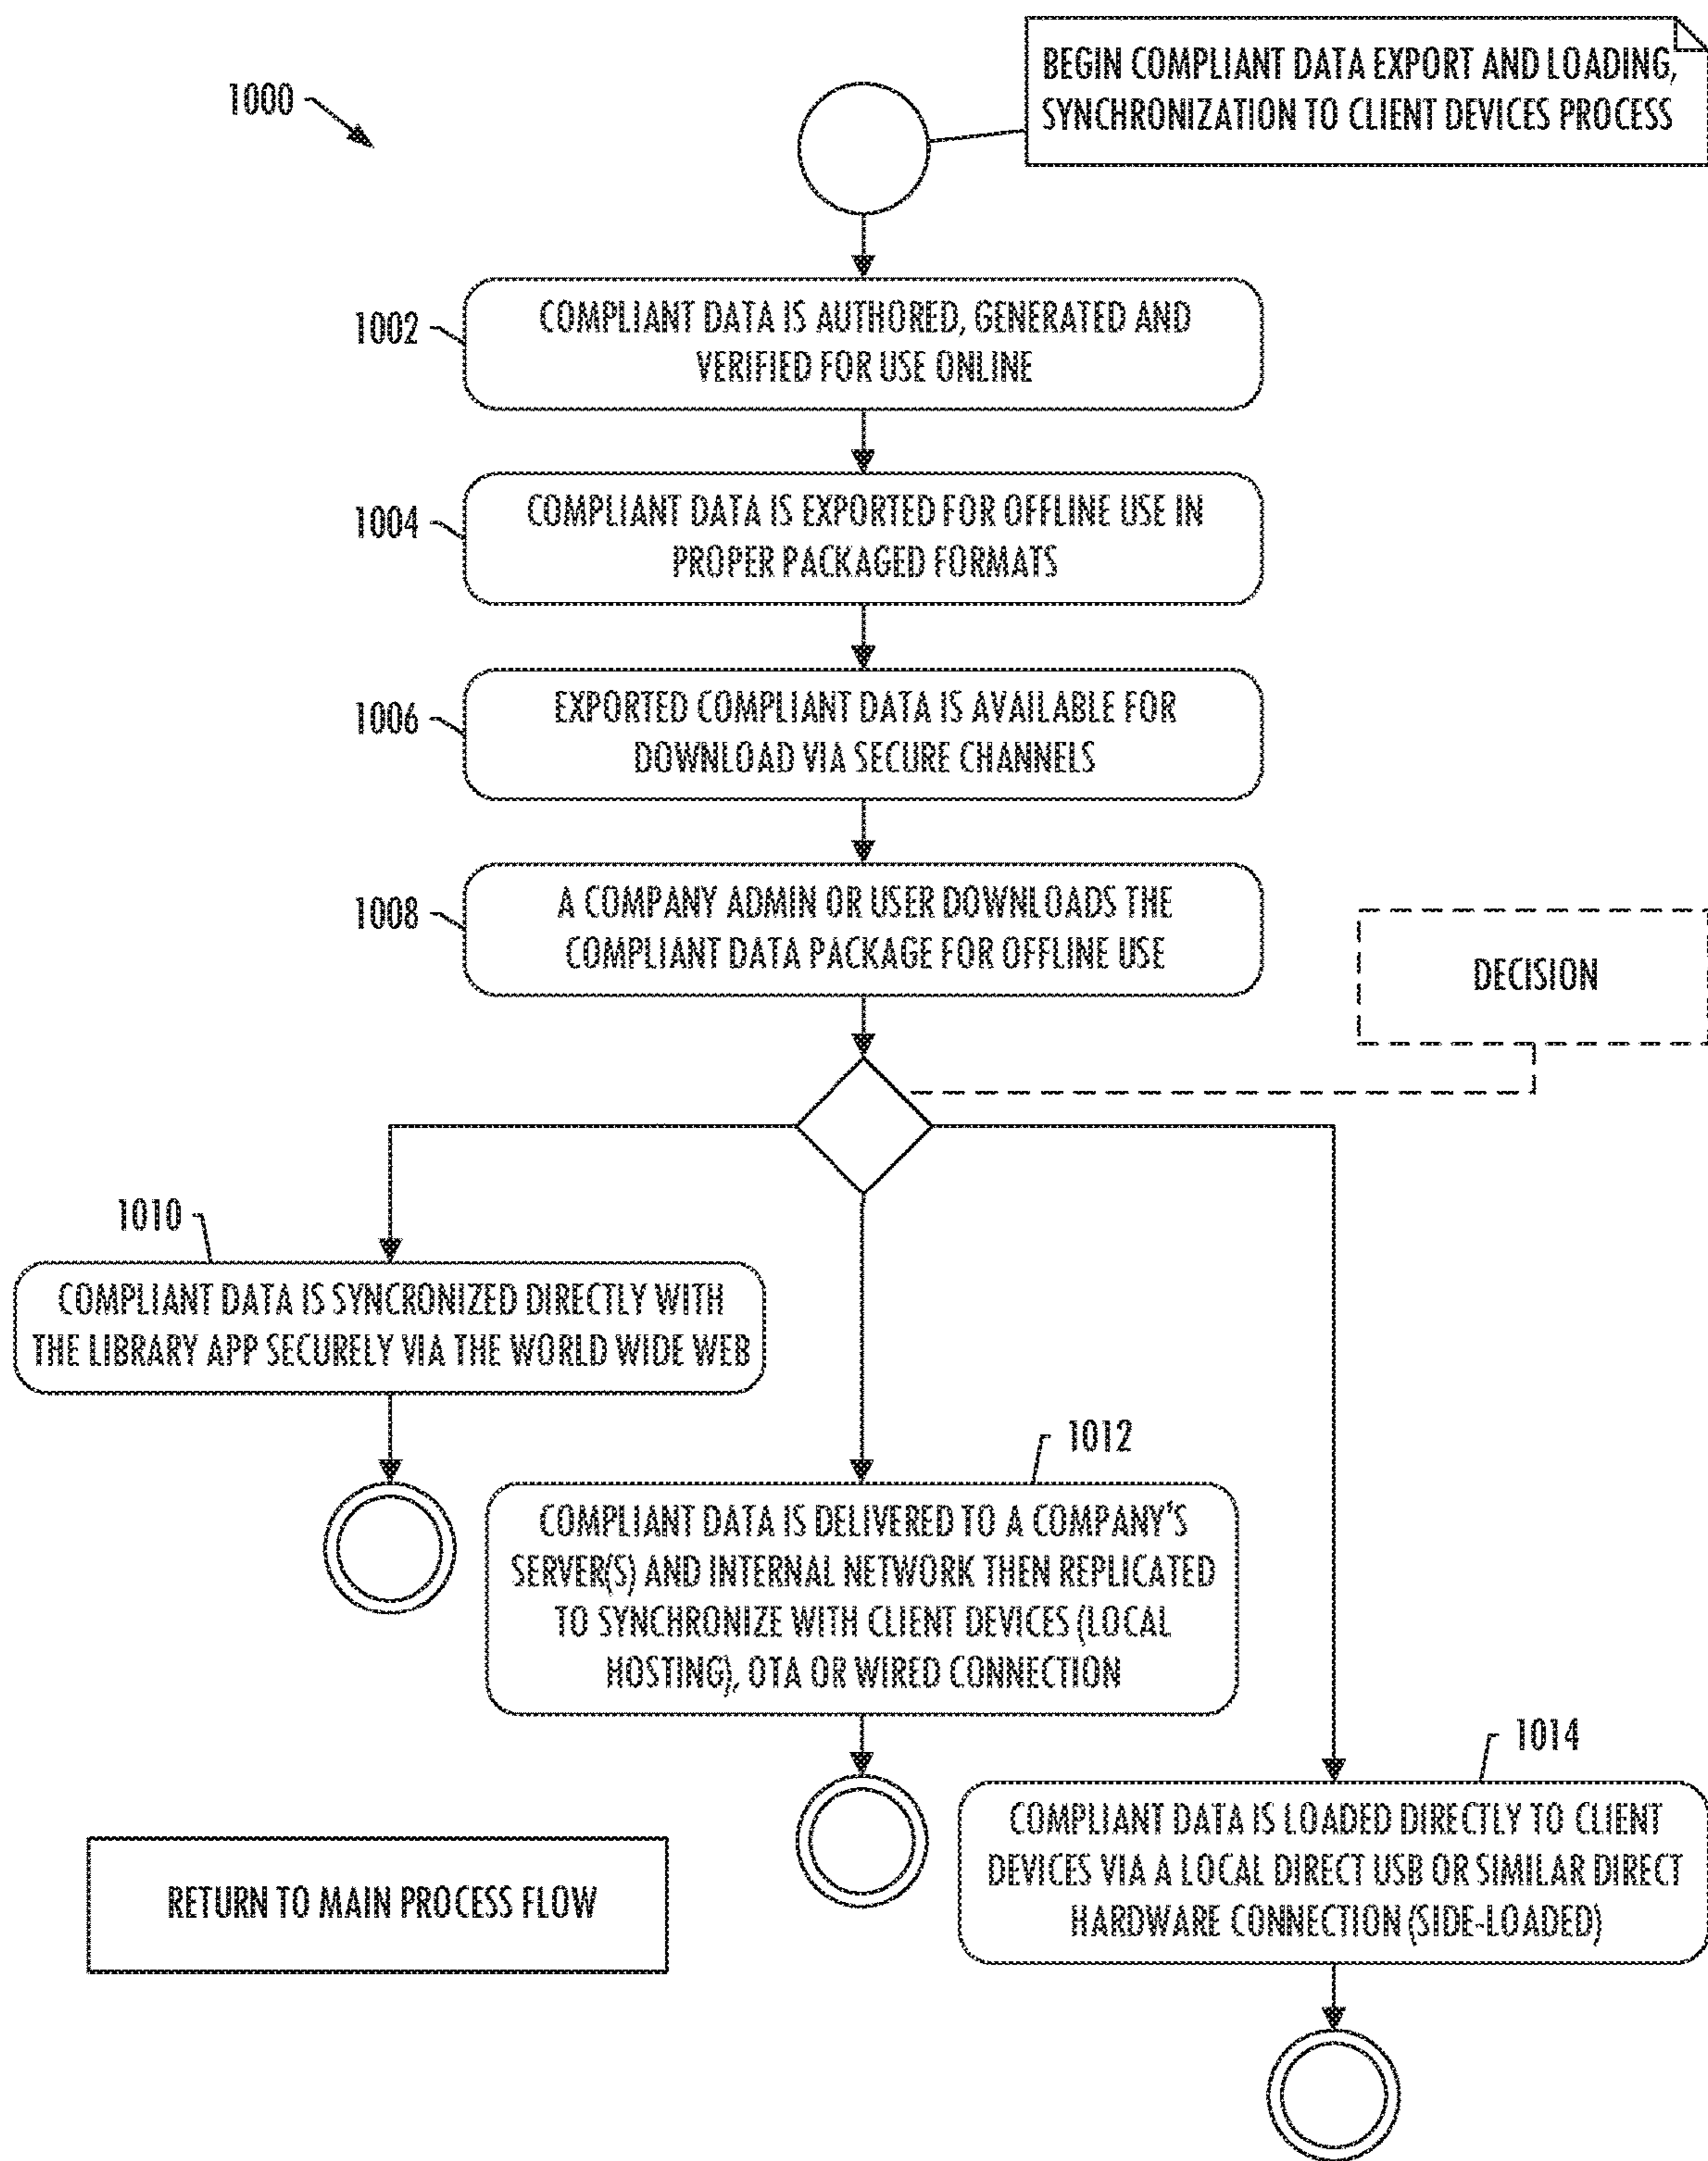 1000
BEGIN COMPLIANT DATA EXPORT AND LOADING,
SYNCHRONIZATION TO CLIENT DEVICES PROCESS
1002
COMPLIANT DATA IS AUTHORED, GENERATED AND
VERIFIED FOR USE ONLINE
1004
COMPLIANT DATA IS EXPORTED FOR OFFLINE USE IN
PROPER PACKAGED FORMATS
1006
EXPORTED COMPLIANT DATA IS AVAILABLE FOR
DOWNLOAD VIA SECURE CHANNELS
1008
A COMPANY ADMIN OR USER DOWNLOADS THE
COMPLIANT DATA PACKAGE FOR OFFLINE USE
DECISION
1010
COMPLIANT DATA IS SYNCRONIZED DIRECTLY WITH
THE LIBRARY APP SECURELY VIA THE WORLD WIDE WEB
1012
COMPLIANT DATA IS DELIVERED TO A COMPANY'S
SERVER(S) AND INTERNAL NETWORK THEN REPLICATED
TO SYNCHRONIZE WITH CLIENT DEVICES (LOCAL
HOSTING), OTA OR WIRED CONNECTION
1014
COMPLIANT DATA IS LOADED DIRECTLY TO CLIENT
DEVICES VIA A LOCAL DIRECT USB OR SIMILAR DIRECT
HARDWARE CONNECTION (SIDE-LOADED)
RETURN TO MAIN PROCESS FLOW